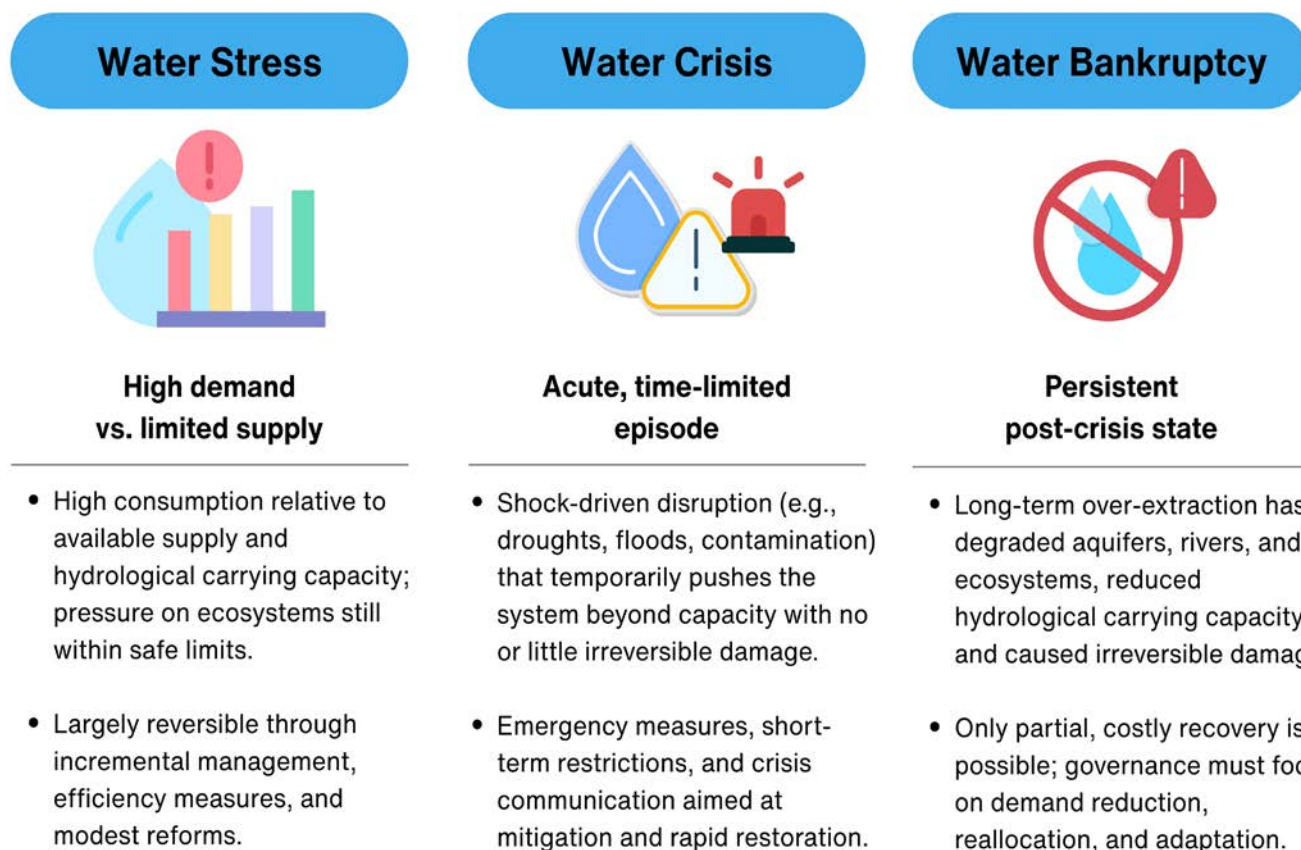 Water Stress
High demand
vs. limited supply
• High consumption relative to
available supply and
hydrological carrying capacity;
pressure on ecosystems still
within safe limits.
• Largely reversible through
incremental management,
efficiency measures, and
modest reforms.
Water Crisis
Acute, time-limited
episode
• Shock-driven disruption (e.g.,
droughts, floods, contamination)
that temporarily pushes the
system beyond capacity with no
or little irreversible damage.
• Emergency measures, short-
term restrictions, and crisis
communication aimed at
mitigation and rapid restoration.
Water Bankruptcy
Persistent
post-crisis state
• Long-term over-extraction has
degraded aquifers, rivers, and
ecosystems, reduced
hydrological carrying capacity
and caused irreversible
• Only partial, costly recovery is
possible; governance must
on demand reduction,
reallocation, and adaptation.